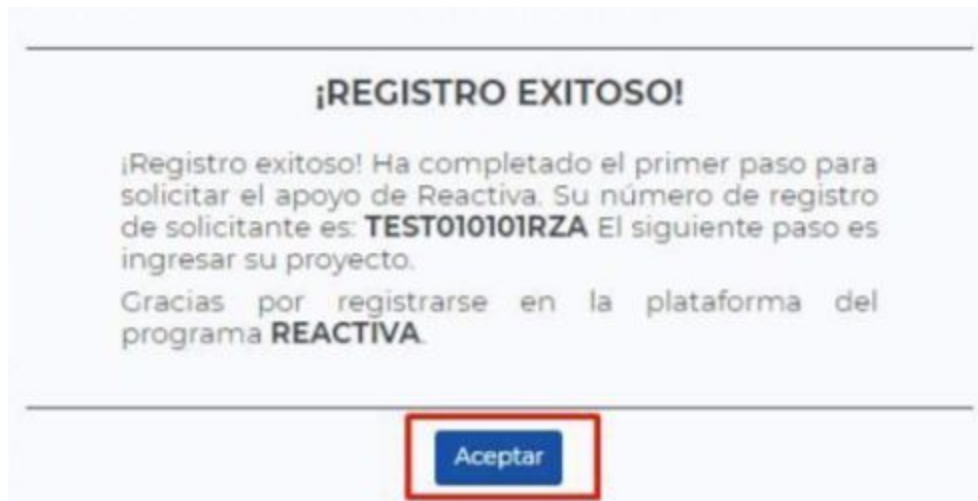 ¡REGISTRO EXITOSO!
¡Registro exitoso! Ha completado el primer paso para
solicitar el apoyo de Reactiva. Su número de registro
de solicitante es: TEST010101RZA El siguiente paso es
ingresar su proyecto.
Gracias por registrarse en la plataforma del
programa REACTIVA.
Aceptar